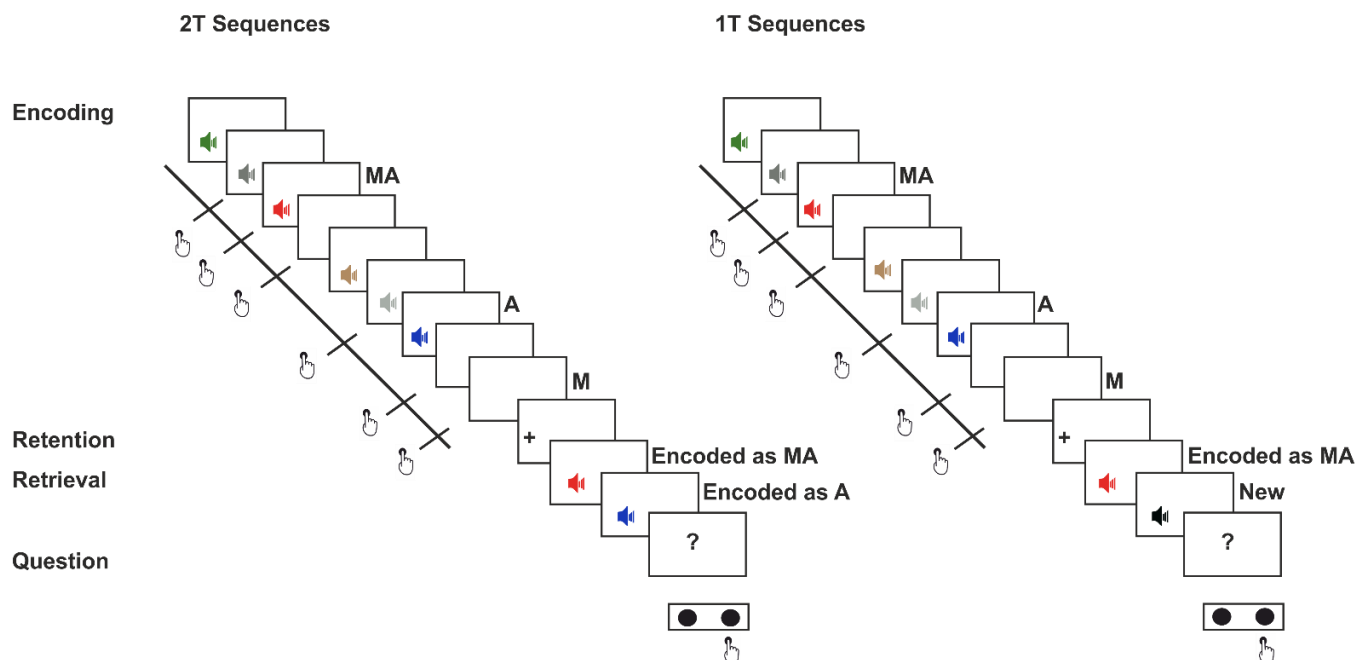 2T Sequences
1T Sequences
Encoding
MA
MA
A
A
M
M
Retention
+
+
Encoded as MA
Encoded as MA
Retrieval
Encoded as A
New
Question
?
?